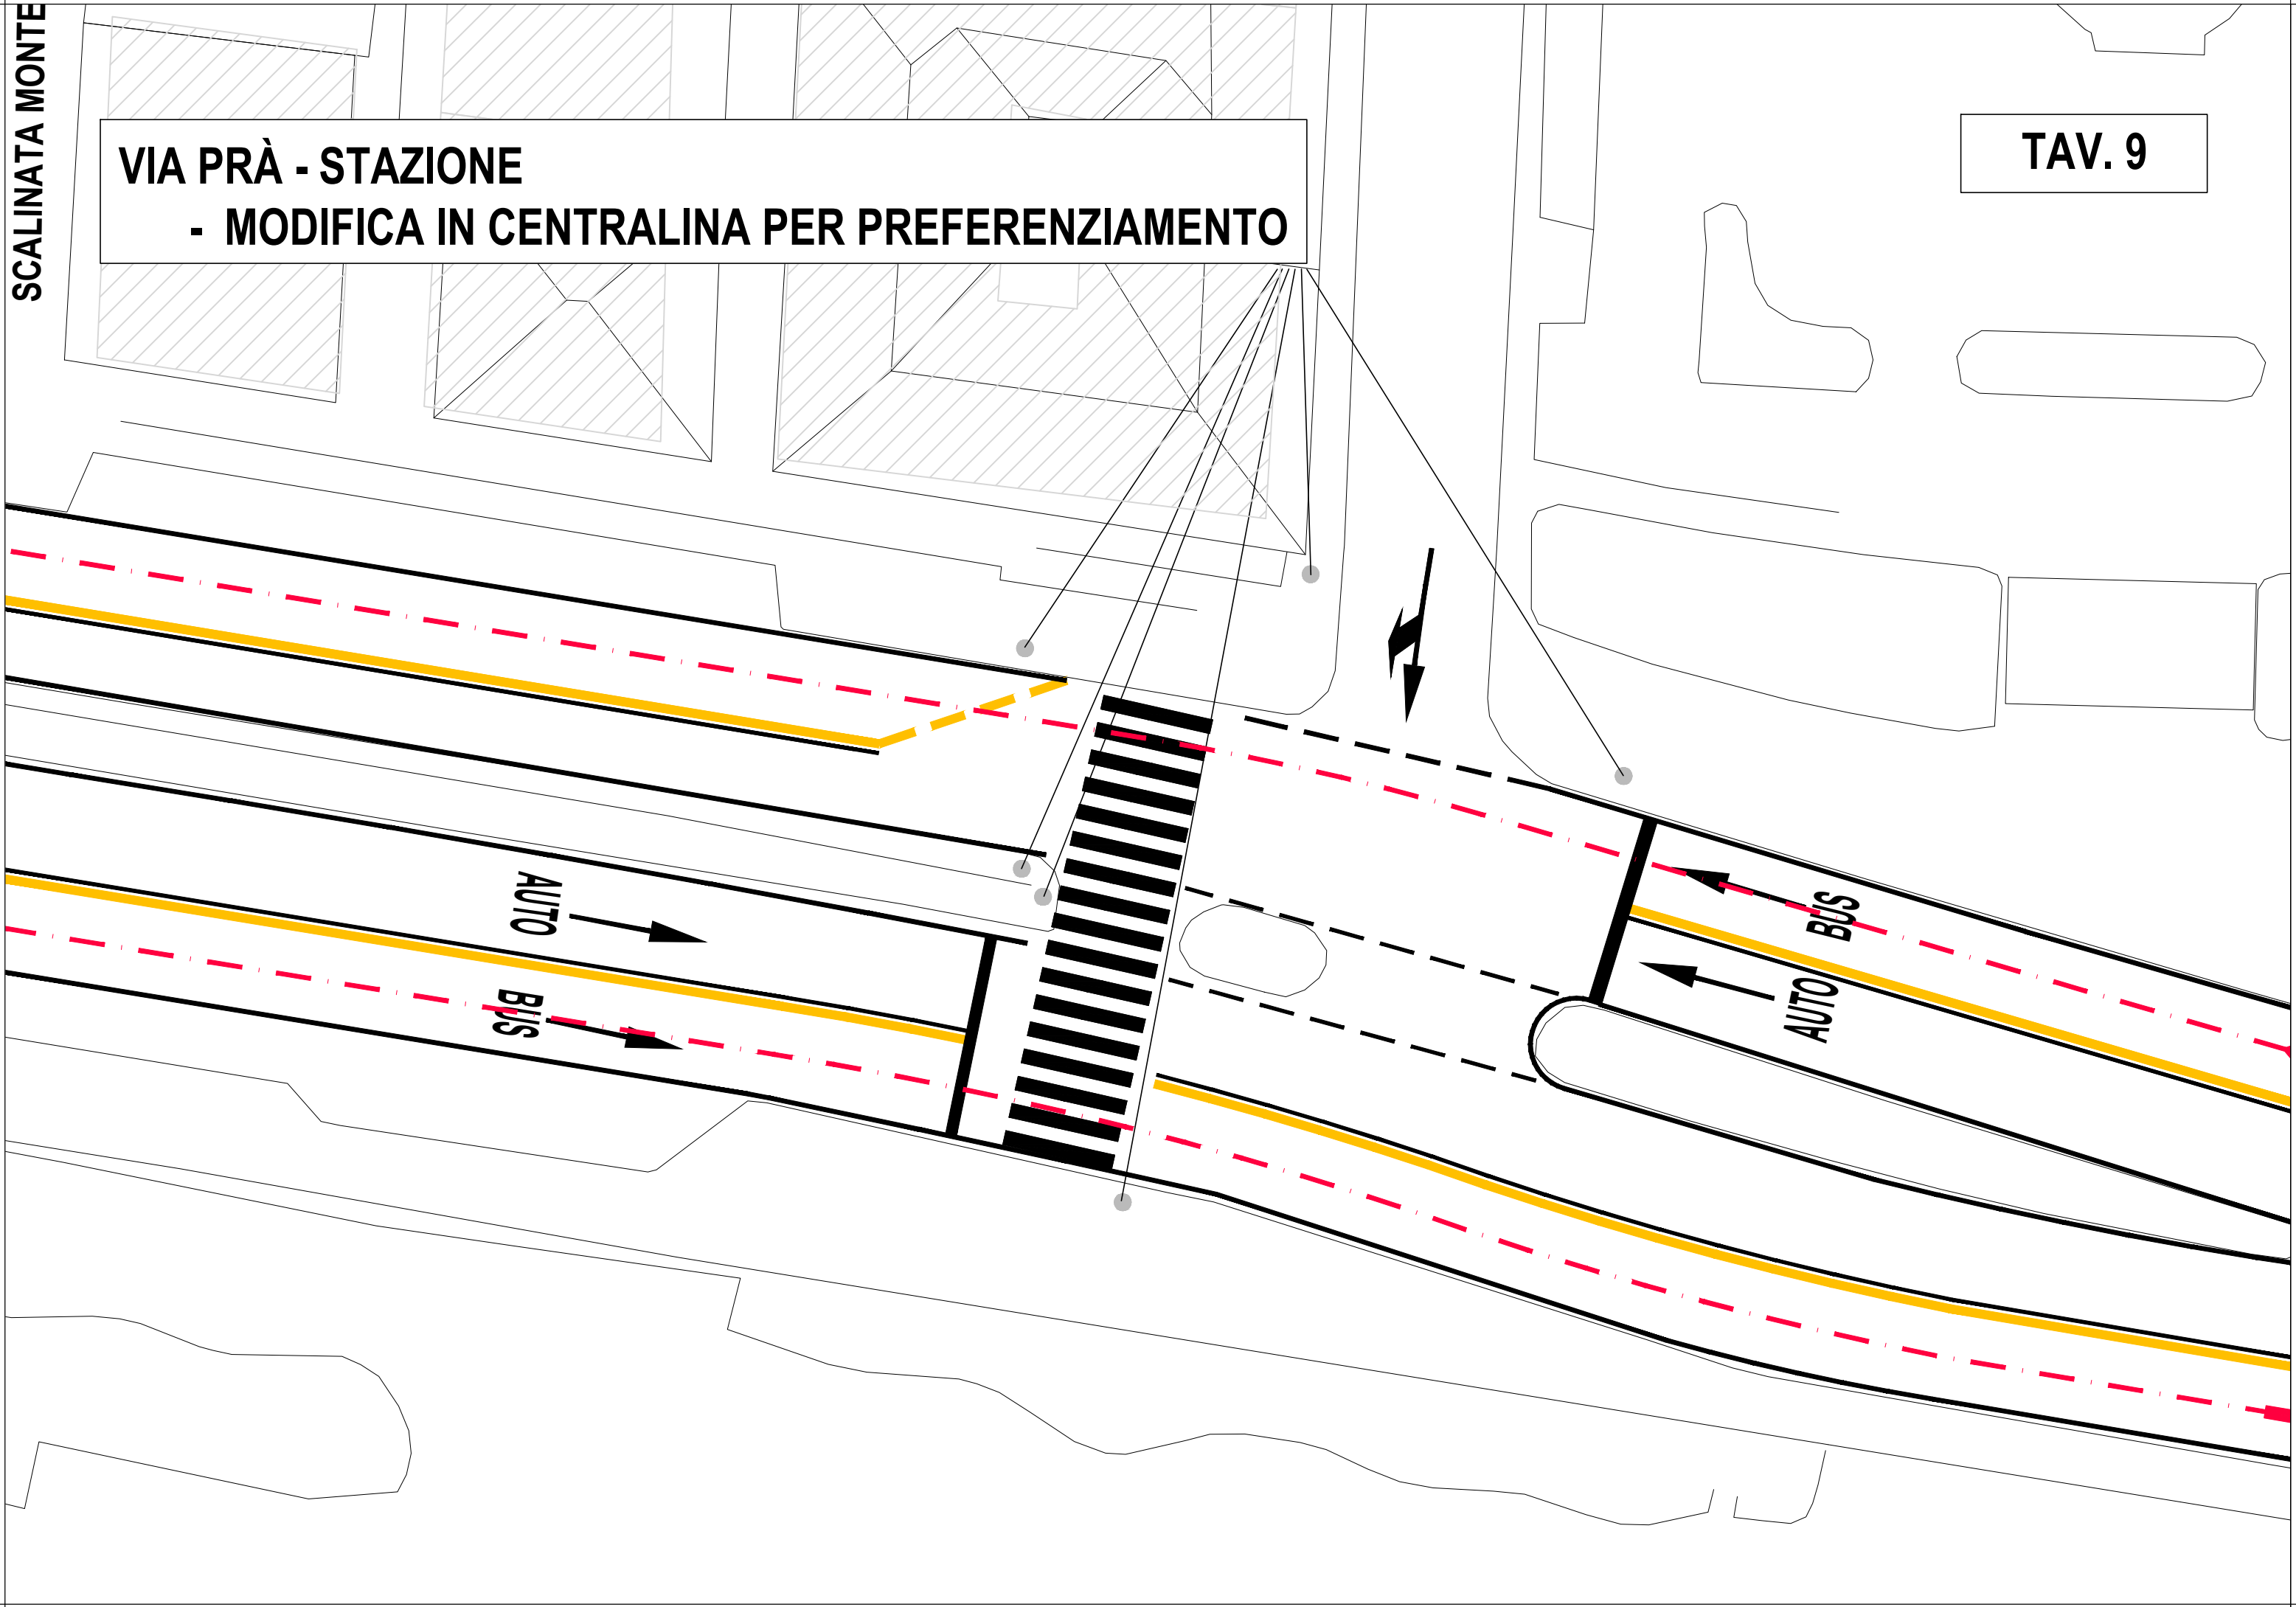 SCALINATA MONTE
VIA PRÀ - STAZIONE
- MODIFICA IN CENTRALINA PER PREFERENZIAMENTO
TAV. 9
AUTO
BUS
BUS
AUTO